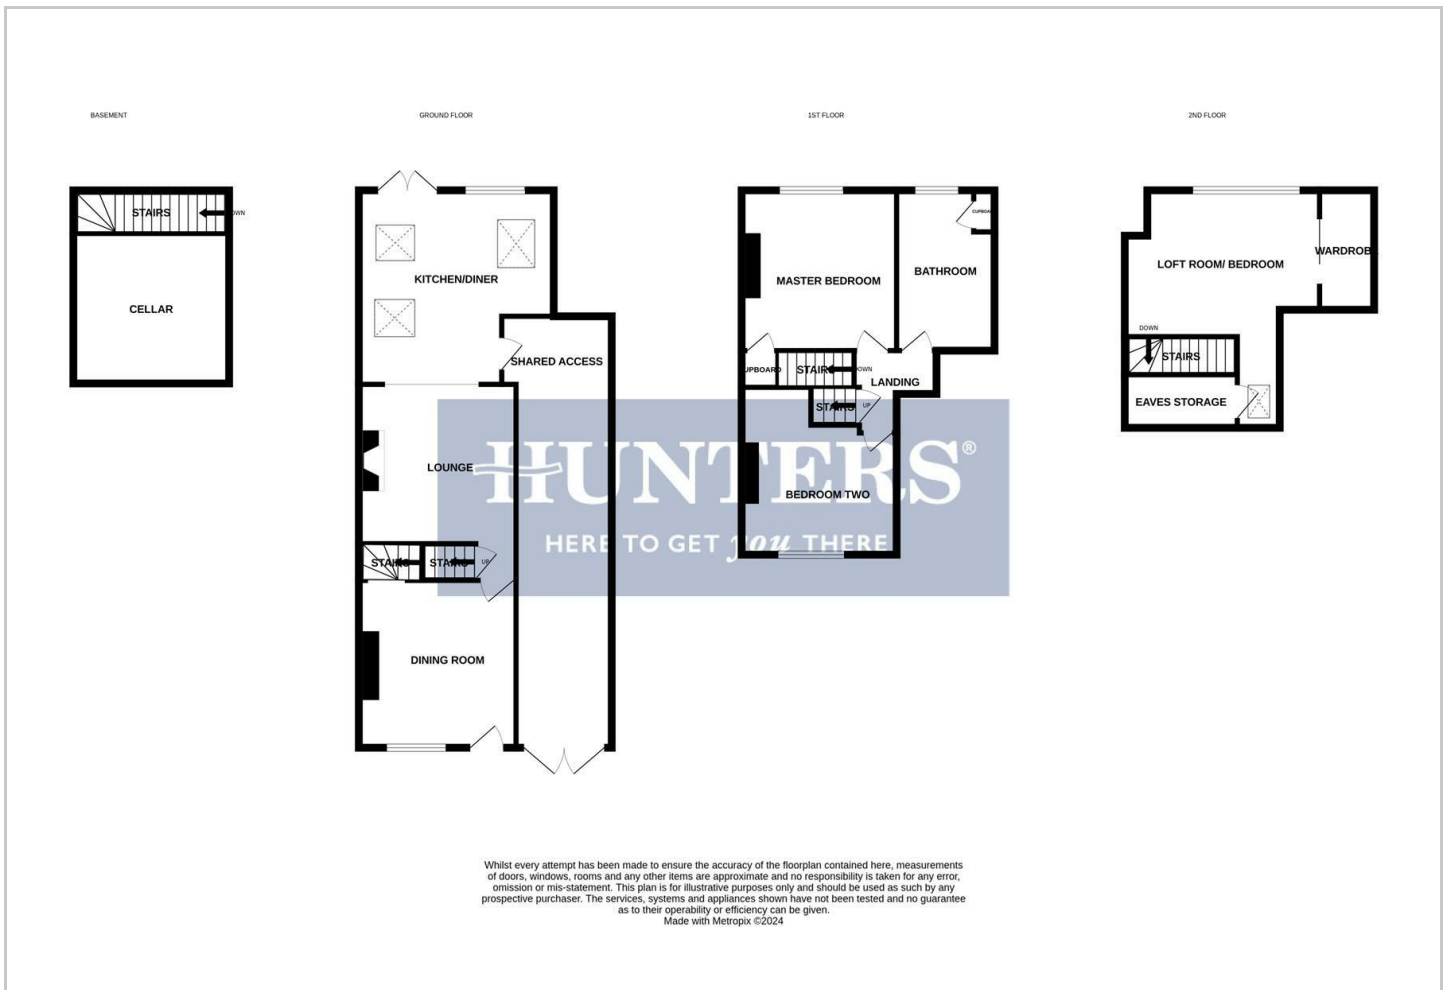 BASEMENT
GROUND FLOOR
1ST FLOOR
2ND FLOOR
STAIRS
DOWN
CELLAR
KITCHEN/DINER
SHARED ACCESS
LOUNGE
STAIRS
STAIRS
UP
DINING ROOM
MASTER BEDROOM
BATHROOM
CUPBOARD
CUPBOARD
STAIRS
DOWN
LANDING
STAIRS
UP
BEDROOM TWO
LOFT ROOM/ BEDROOM
WARDROBE
DOWN
STAIRS
EAVES STORAGE
HUNTERS®
HERE TO GET you THERE
Whilst every attempt has been made to ensure the accuracy of the floorplan contained here, measurements
of doors, windows, rooms and any other items are approximate and no responsibility is taken for any error,
omission or mis-statement. This plan is for illustrative purposes only and should be used as such by any
prospective purchaser. The services, systems and appliances shown have not been tested and no guarantee
as to their operability or efficiency can be given.
Made with Metropix ©2024